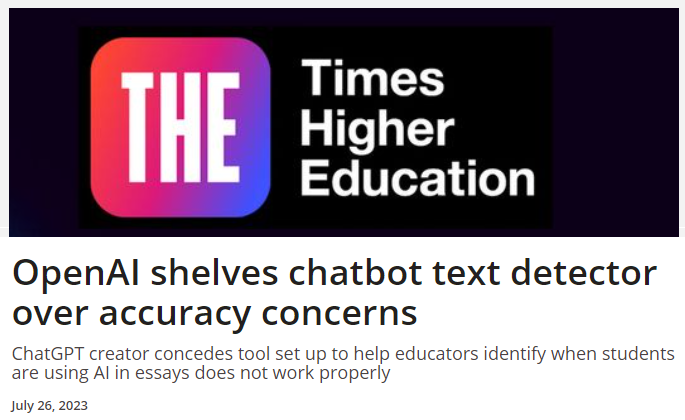 THE
Times
Higher
Education
OpenAI shelves chatbot text detector
over accuracy concerns
ChatGPT creator concedes tool set up to help educators identify when students
are using AI in essays does not work properly
July 26, 2023